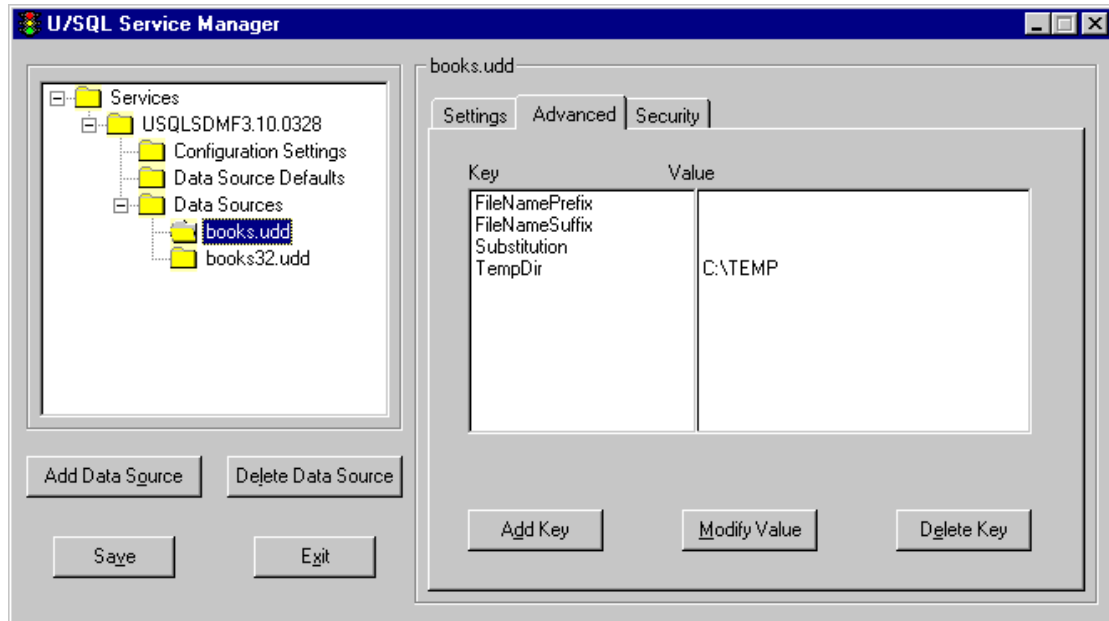 U/SQL Service Manager
Services
USQLSDMF3.10.0328
Configuration Settings
Data Source Defaults
Data Sources
books.udd
books32.udd
Add Data Source
Delete Data Source
Save
Exit
books.udd
Settings
Advanced
Security
Key
Value
FileNamePrefix
FileNameSuffix
Substitution
TempDir
C:\TEMP
Add Key
Modify Value
Delete Key